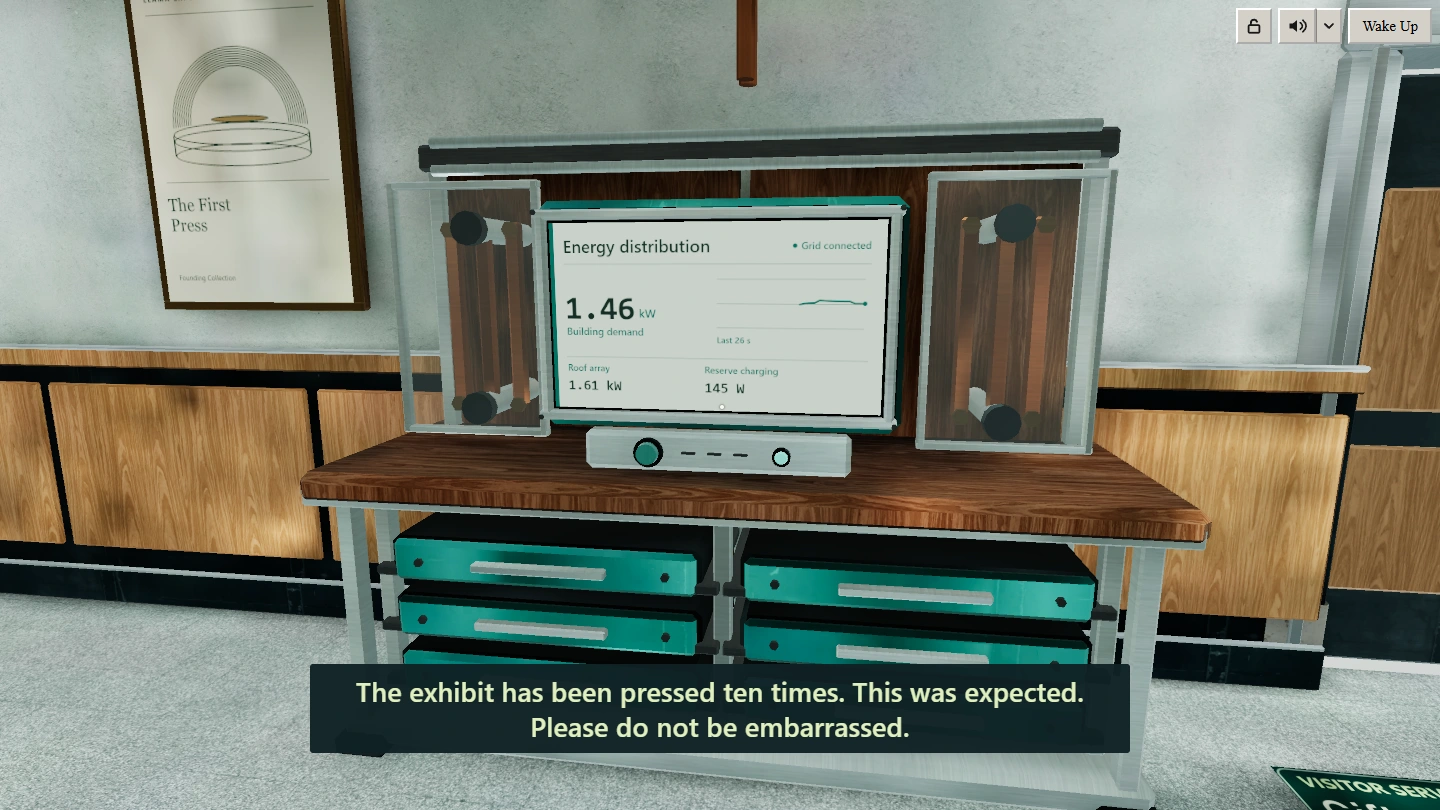 Wake Up
The First
Press
Founding Collection
Energy distribution
Grid connected
1.46 kW
Building demand
Last 26 s
Roof array
1.61 kW
Reserve charging
145 W
The exhibit has been pressed ten times. This was expected.
Please do not be embarrassed.
VISITOR